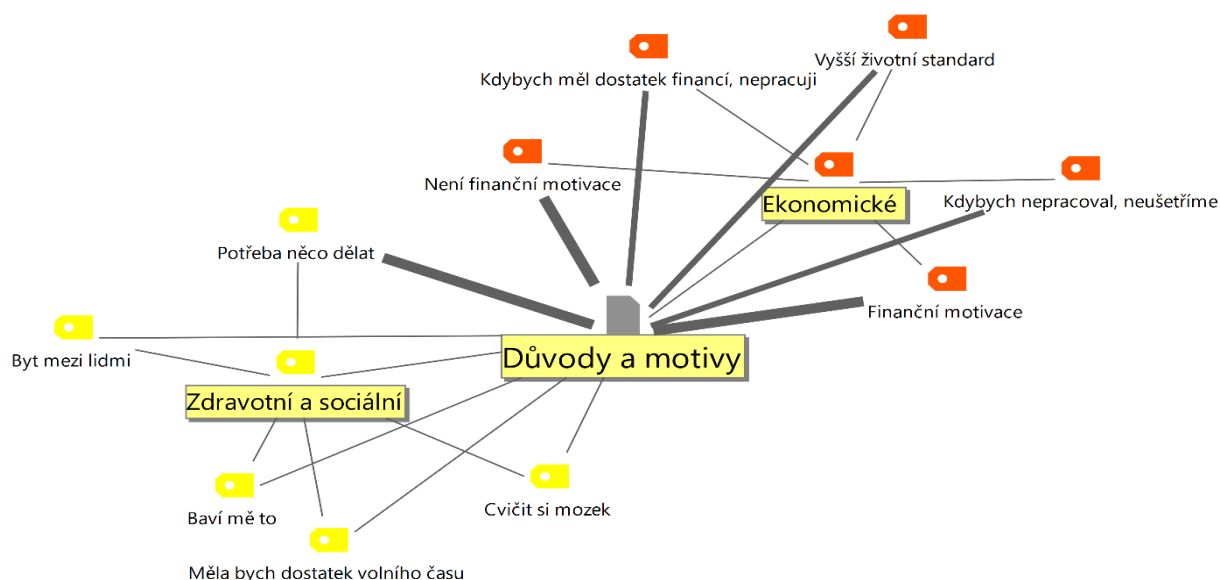 Vyšší životní standard
Kdybych měl dostatek financí, nepracuji
Není finanční motivace
Ekonomické
Kdybych nepracoval, neušetříme
Potřeba něco dělat
Finanční motivace
Důvody a motivy
Byt mezi lidmi
Zdravotní a sociální
Cvičit si mozek
Baví mě to
Měla bych dostatek volního času